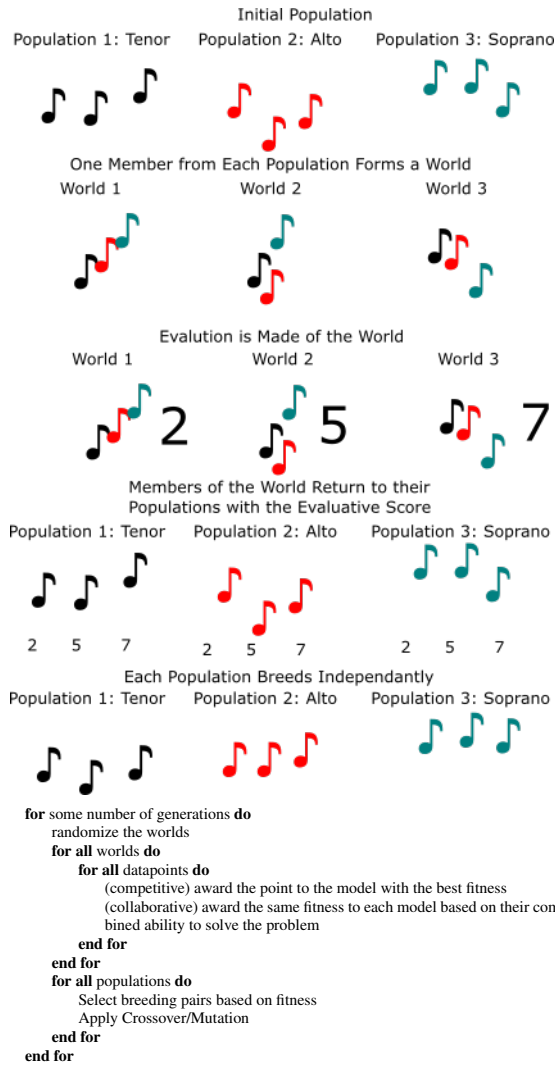 Initial Population
Population 1: Tenor Population 2: Alto Population 3: Soprano
One Member from Each Population Forms a World
World 1 World 2 World 3
Evalution is Made of the World
World 1 World 2 World 3
2 5 7
Members of the World Return to their
Populations with the Evaluative Score
Population 1: Tenor Population 2: Alto Population 3: Soprano
2 5 7 2 5 7 2 5 7
Each Population Breeds Independantly
Population 1: Tenor Population 2: Alto Population 3: Soprano
for some number of generations do
randomize the worlds
for all worlds do
for all datapoints do
(competitive) award the point to the model with the best fitness
(collaborative) award the same fitness to each model based on their com
bined ability to solve the problem
end for
end for
for all populations do
Select breeding pairs based on fitness
Apply Crossover/Mutation
end for
end for